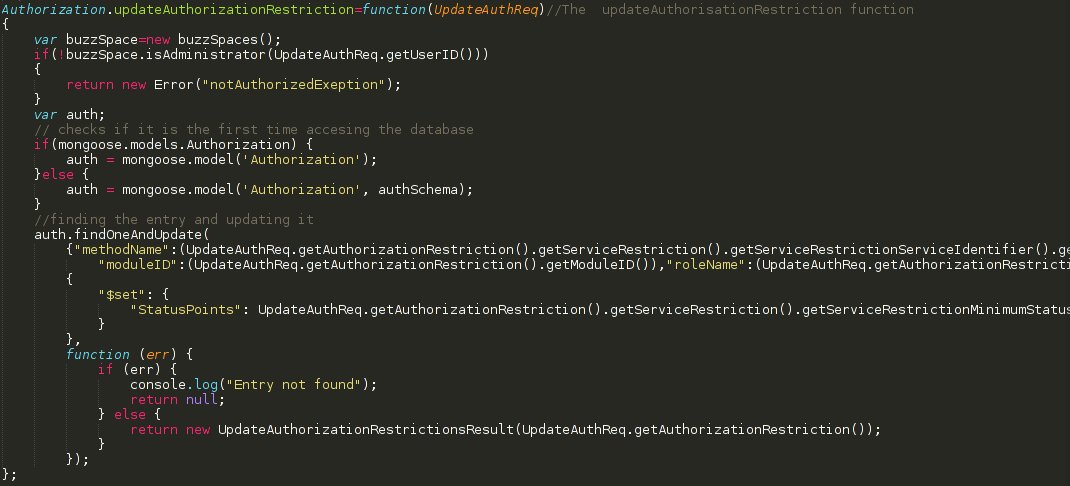 Authorization.updateAuthorizationRestriction=function(UpdateAuthReq)//The  updateAuthorisationRestriction function
{
    var buzzSpace=new buzzSpaces();
    if(!buzzSpace.isAdministrator(UpdateAuthReq.getUserID()))
    {
        return new Error("notAuthorizedExeption");
    }
    var auth;
    // checks if it is the first time accesing the database
    if(mongoose.models.Authorization) {
        auth = mongoose.model('Authorization');
    }else {
        auth = mongoose.model('Authorization', authSchema);
    }
    //finding the entry and updating it
    auth.findOneAndUpdate(
        {"methodName":(UpdateAuthReq.getAuthorizationRestriction().getServiceRestriction().getServiceRestrictionServiceIdentifier().ge
            "moduleID":(UpdateAuthReq.getAuthorizationRestriction().getModuleID()),"roleName":(UpdateAuthReq.getAuthorizationRestricti
        {
            "$set": {
                "StatusPoints": UpdateAuthReq.getAuthorizationRestriction().getServiceRestriction().getServiceRestrictionMinimumStatus
            }
        },
        function (err) {
            if (err) {
                console.log("Entry not found");
                return null;
            } else {
                return new UpdateAuthorizationRestrictionsResult(UpdateAuthReq.getAuthorizationRestriction());
            }
        });
};